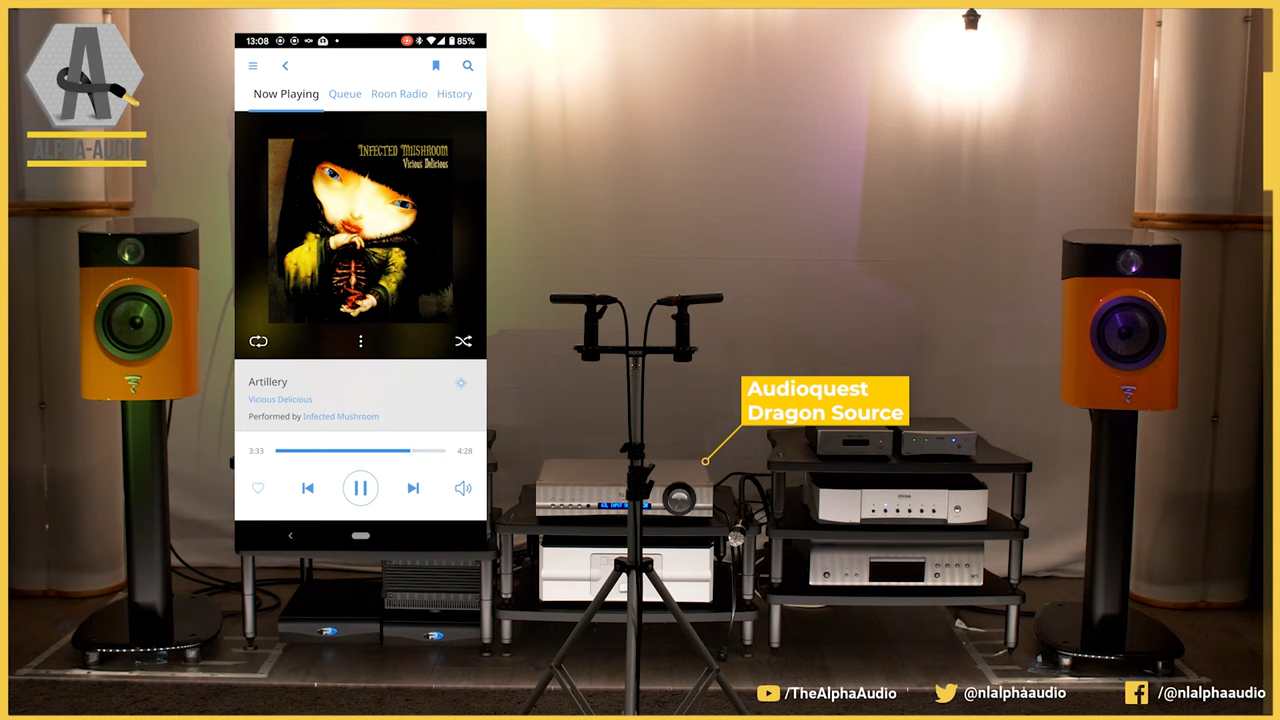 ALPHA-AUDIO
13:08
85%
Now Playing Queue Roon Radio History
INFECTED MUSHROOM
Vicious Delicious
Artillery
Vicious Delicious
Performed by Infected Mushroom
3:33
4:28
Audioquest
Dragon Source
/TheAlphaAudio
@nlalphaaudio
/@nlalphaaudio